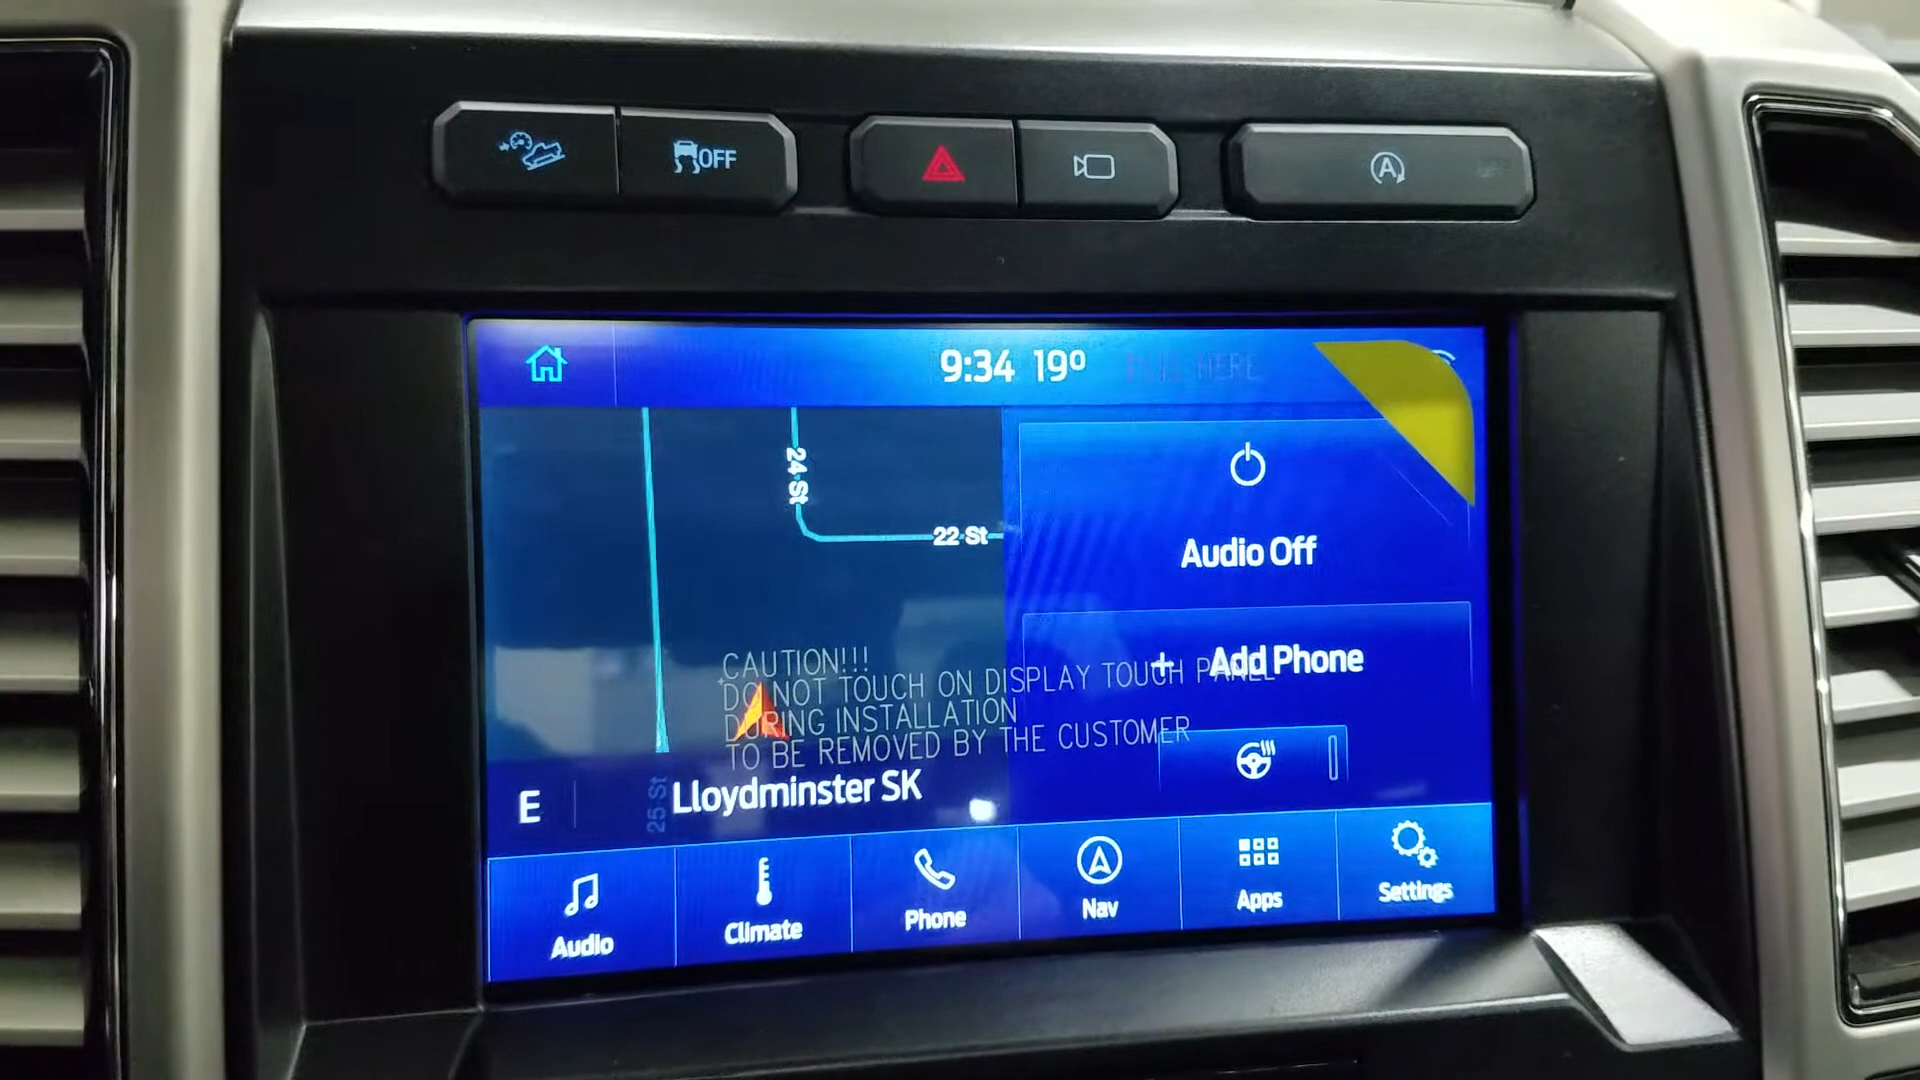 OFF
A
9:34 19°
PULL HERE
24 St
22 St
Audio Off
CAUTION!!!
DO NOT TOUCH ON DISPLAY TOUCH PANEL
DURING INSTALLATION
TO BE REMOVED BY THE CUSTOMER
+ Add Phone
E
25 St
Lloydminster SK
Audio
Climate
Phone
Nav
Apps
Settings